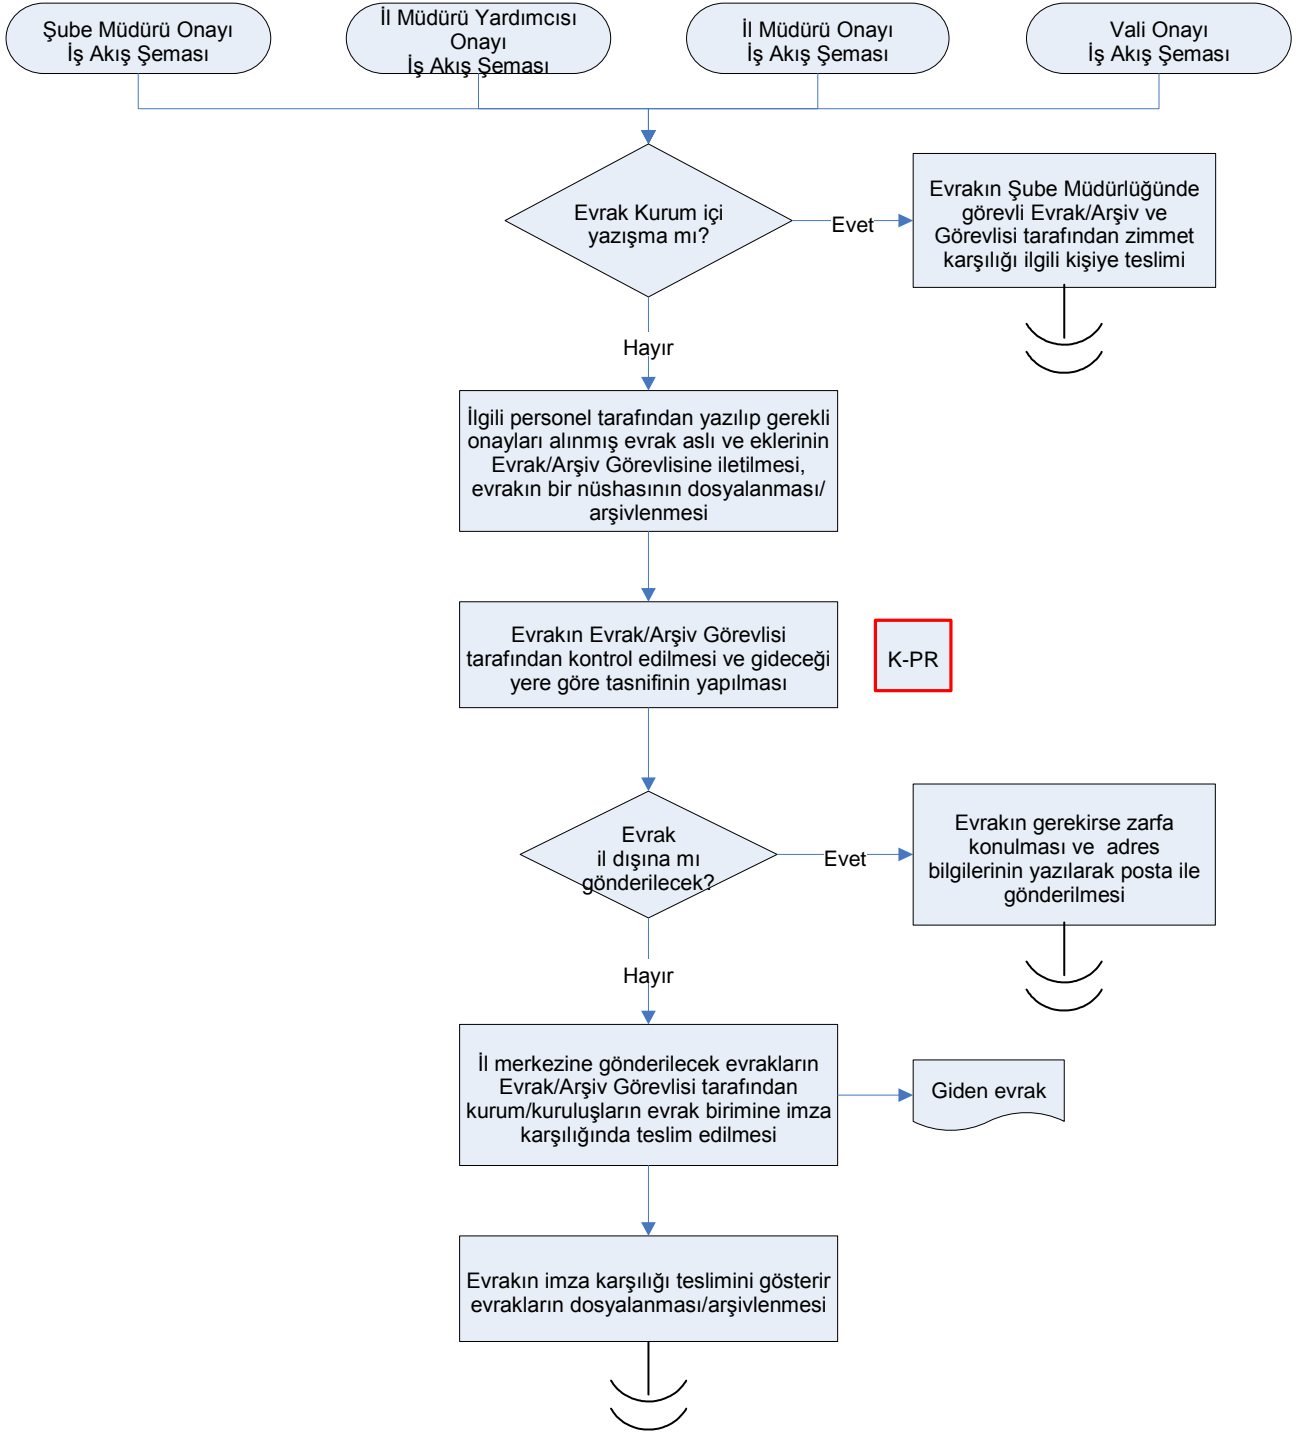 Şube Müdürü Onayı
İş Akış Şeması
İl Müdürü Yardımcısı
Onayı
İş Akış Şeması
İl Müdürü Onayı
İş Akış Şeması
Vali Onayı
İş Akış Şeması
Evrak Kurum içi
yazışma mı?
Evet
Evrakın Şube Müdürlüğünde
görevli Evrak/Arşiv ve
Görevlisi tarafından zimmet
karşılığı ilgili kişiye teslimi
Hayır
İlgili personel tarafından yazılıp gerekli
onayları alınmış evrak aslı ve eklerinin
Evrak/Arşiv Görevlisine iletilmesi,
evrakın bir nüshasının dosyalanması/
arşivlenmesi
Evrakın Evrak/Arşiv Görevlisi
tarafından kontrol edilmesi ve gideceği
yere göre tasnifinin yapılması
K-PR
Evrak
il dışına mı
gönderilecek?
Evet
Evrakın gerekirse zarfa
konulması ve  adres
bilgilerinin yazılarak posta ile
gönderilmesi
Hayır
İl merkezine gönderilecek evrakların
Evrak/Arşiv Görevlisi tarafından
kurum/kuruluşların evrak birimine imza
karşılığında teslim edilmesi
Giden evrak
Evrakın imza karşılığı teslimini gösterir
evrakların dosyalanması/arşivlenmesi